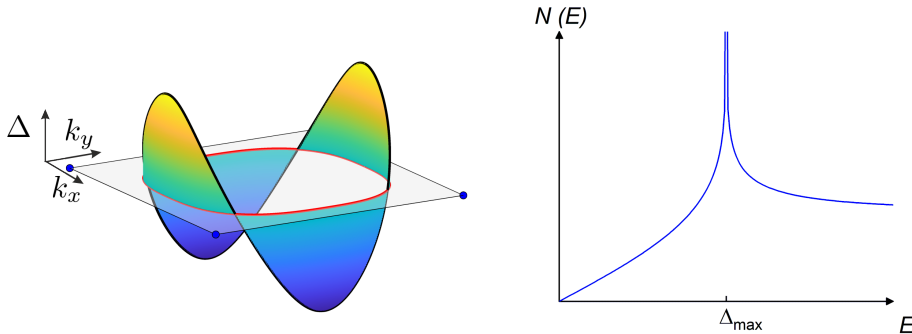 Δ
k_y
k_x
N (E)
Δ_max
E